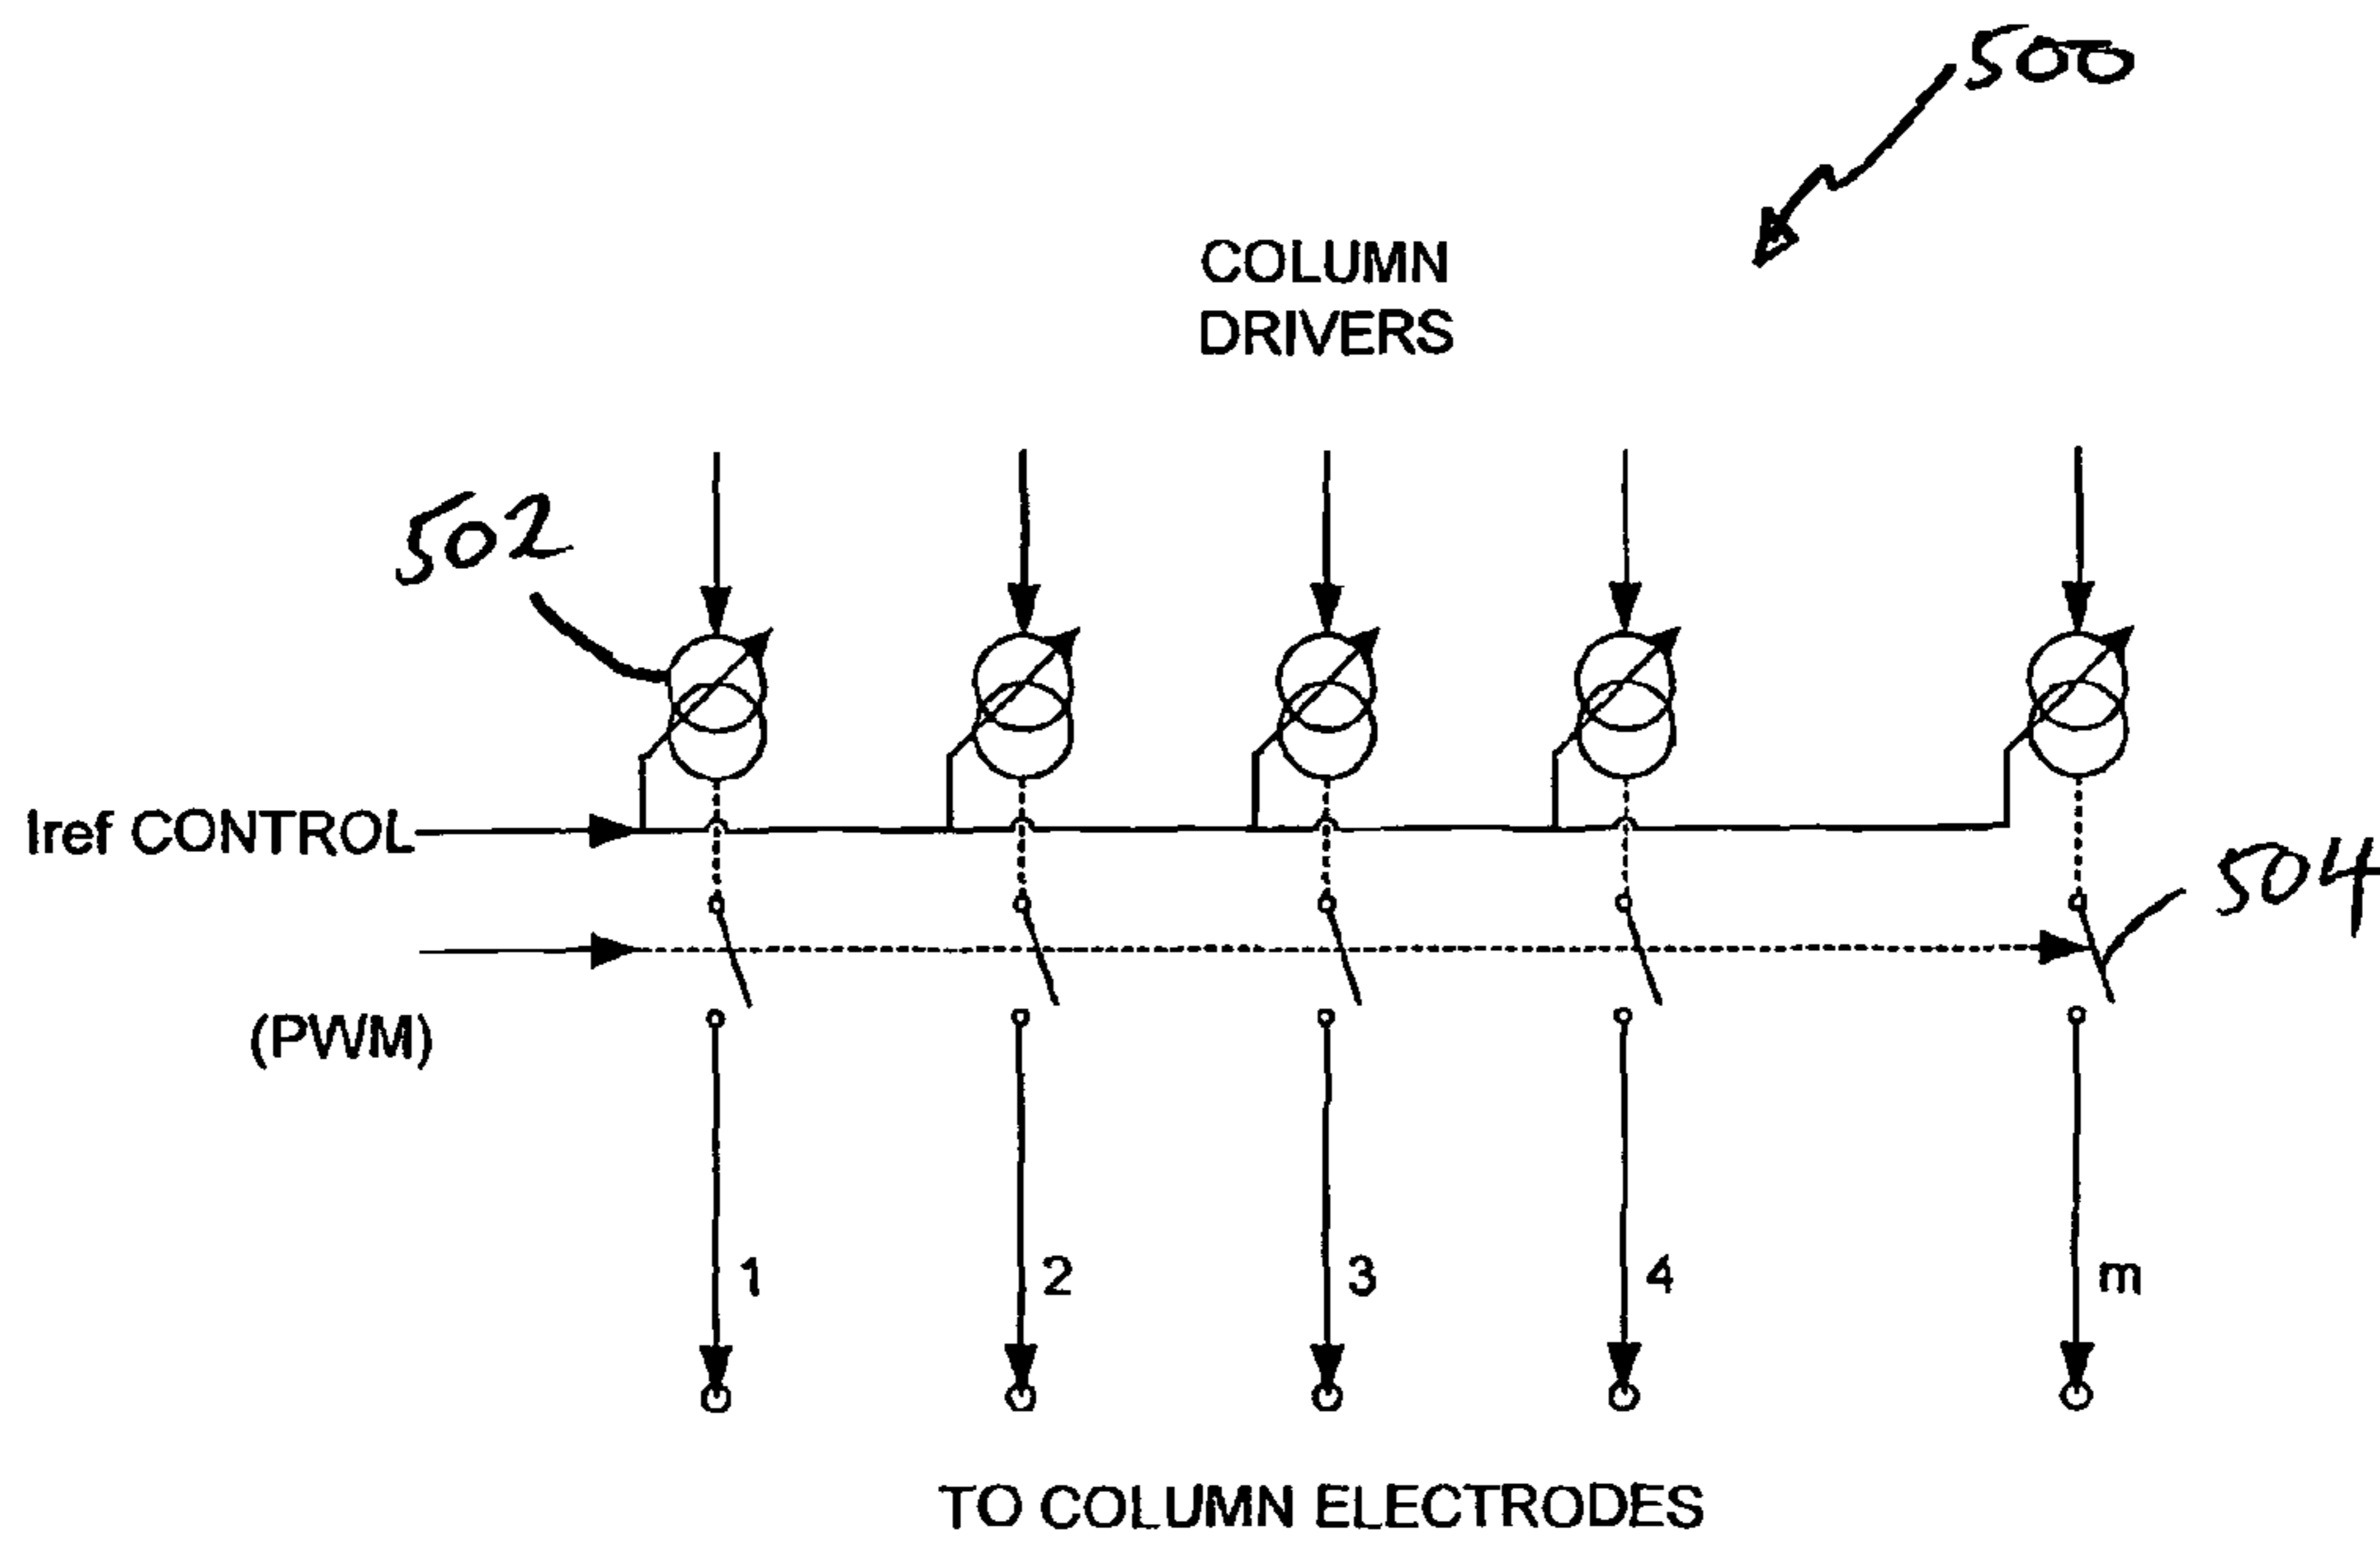 500
COLUMN
DRIVERS
502
Iref CONTROL
504
(PWM)
1 2 3 4 m
TO COLUMN ELECTRODES